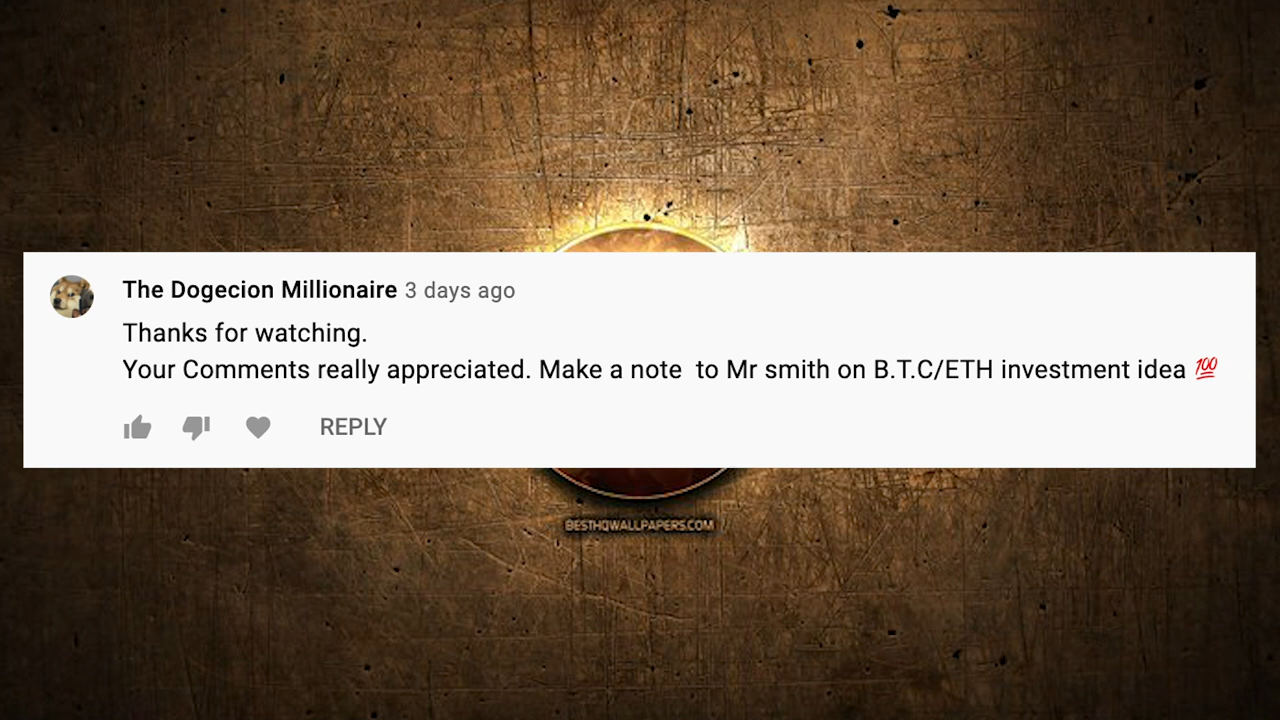 The Dogecion Millionaire 3 days ago
Thanks for watching.
Your Comments really appreciated. Make a note  to Mr smith on B.T.C/ETH investment idea 💯
REPLY
BESTHQWALLPAPERS.COM